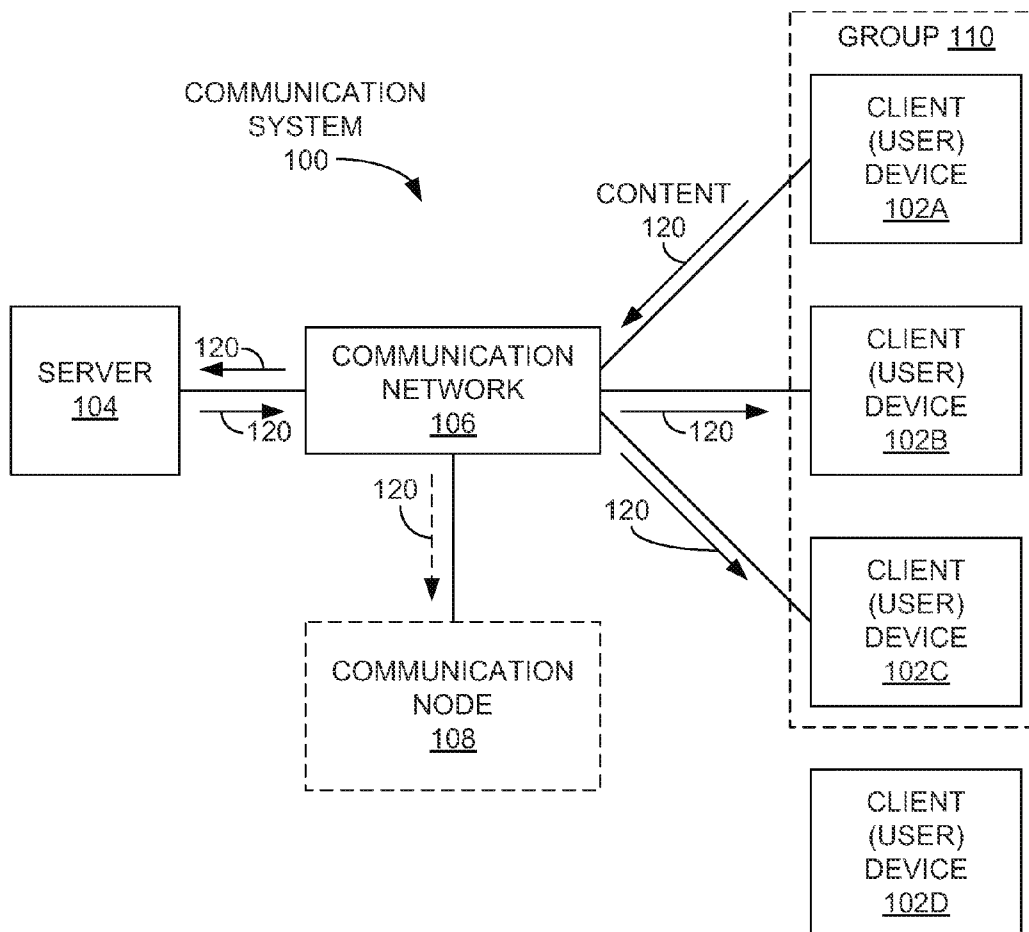 GROUP 110
COMMUNICATION
SYSTEM
100
CLIENT
(USER)
DEVICE
102A
CONTENT
120
SERVER
104
120
120
COMMUNICATION
NETWORK
106
120
CLIENT
(USER)
DEVICE
102B
120
120
CLIENT
(USER)
DEVICE
102C
COMMUNICATION
NODE
108
CLIENT
(USER)
DEVICE
102D